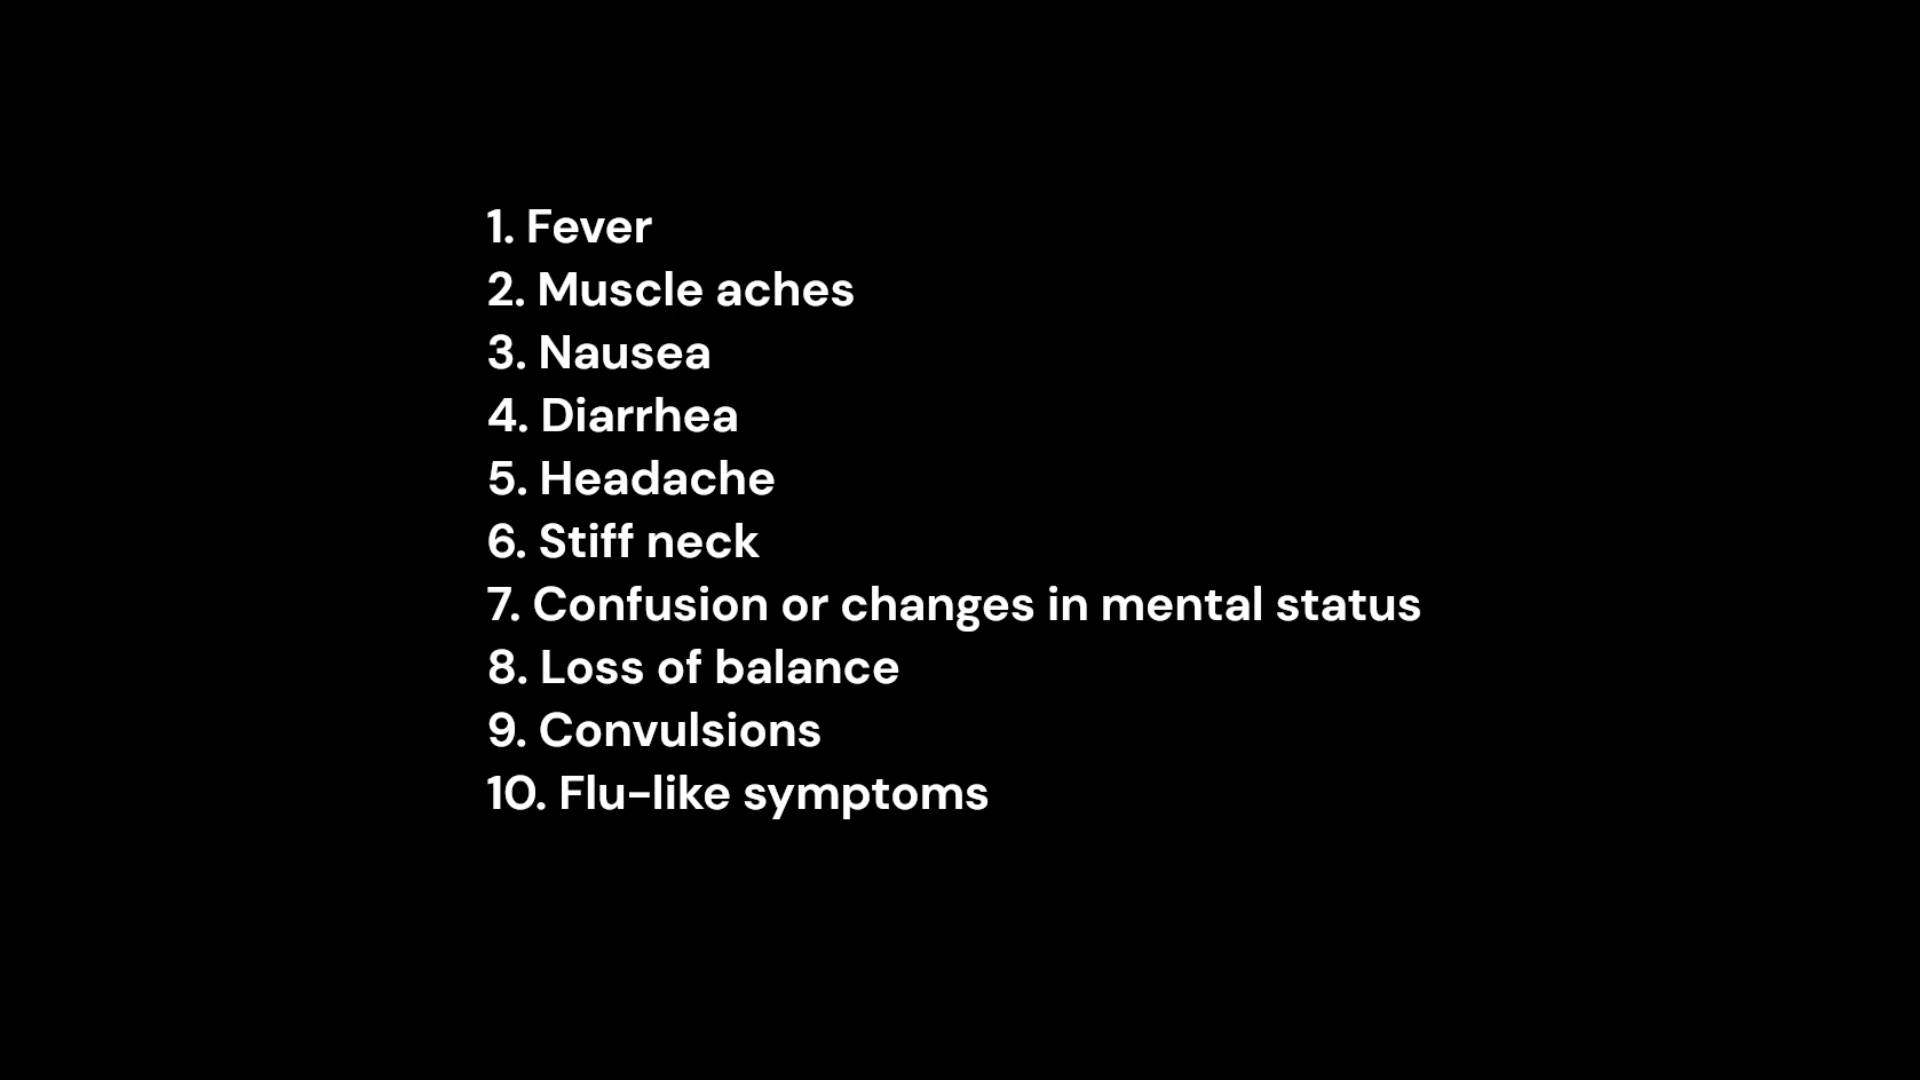 1. Fever
2. Muscle aches
3. Nausea
4. Diarrhea
5. Headache
6. Stiff neck
7. Confusion or changes in mental status
8. Loss of balance
9. Convulsions
10. Flu-like symptoms